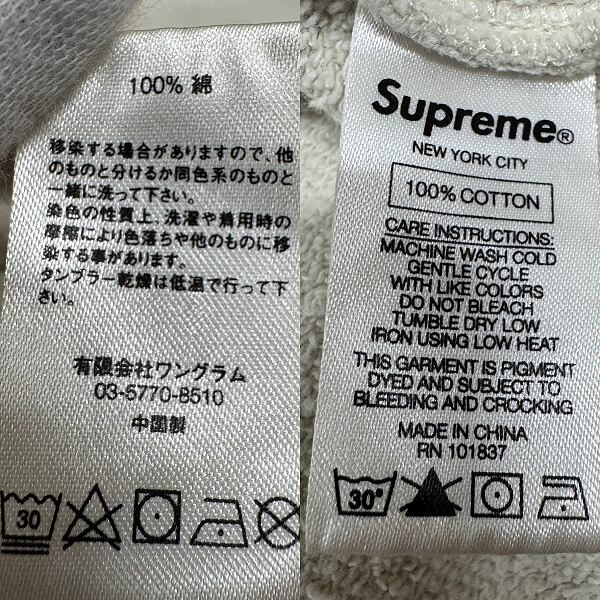 100% 綿
移染する場合がありますので、他
のものと分けるか同色系のものと
一緒に洗って下さい。
染色の性質上、洗濯や着用時の
摩擦により色落ちや他のものに移
染する事があります。
タンブラー乾燥は低温で行って下
さい。
有限会社ワングラム
03-5770-8510
中国製
30
Supreme®
NEW YORK CITY
100% COTTON
CARE INSTRUCTIONS:
MACHINE WASH COLD
GENTLE CYCLE
WITH LIKE COLORS
DO NOT BLEACH
TUMBLE DRY LOW
IRON USING LOW HEAT
THIS GARMENT IS PIGMENT
DYED AND SUBJECT TO
BLEEDING AND CROCKING
MADE IN CHINA
RN 101837
30°